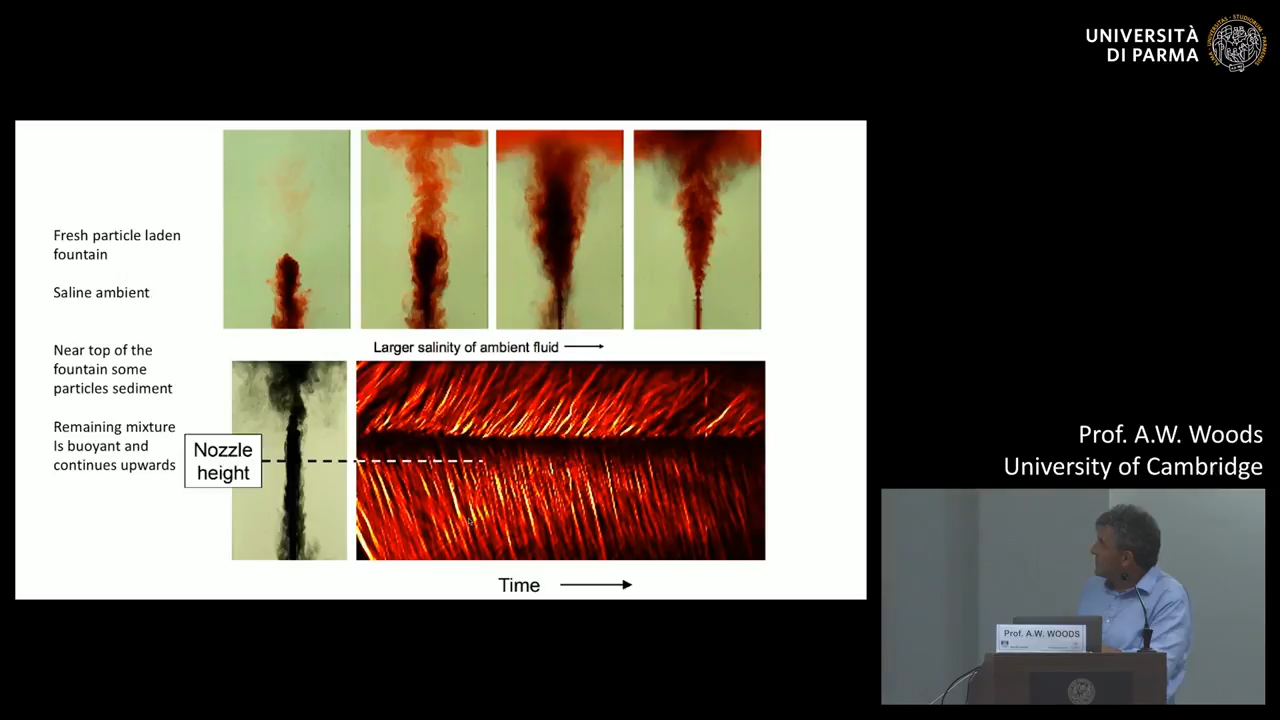 UNIVERSITÀ
DI PARMA
Fresh particle laden
fountain
Saline ambient
Near top of the
fountain some
particles sediment
Remaining mixture
Is buoyant and
continues upwards
Larger salinity of ambient fluid
Nozzle
height
Time
Prof. A.W. Woods
University of Cambridge
Prof. A.W. WOODS